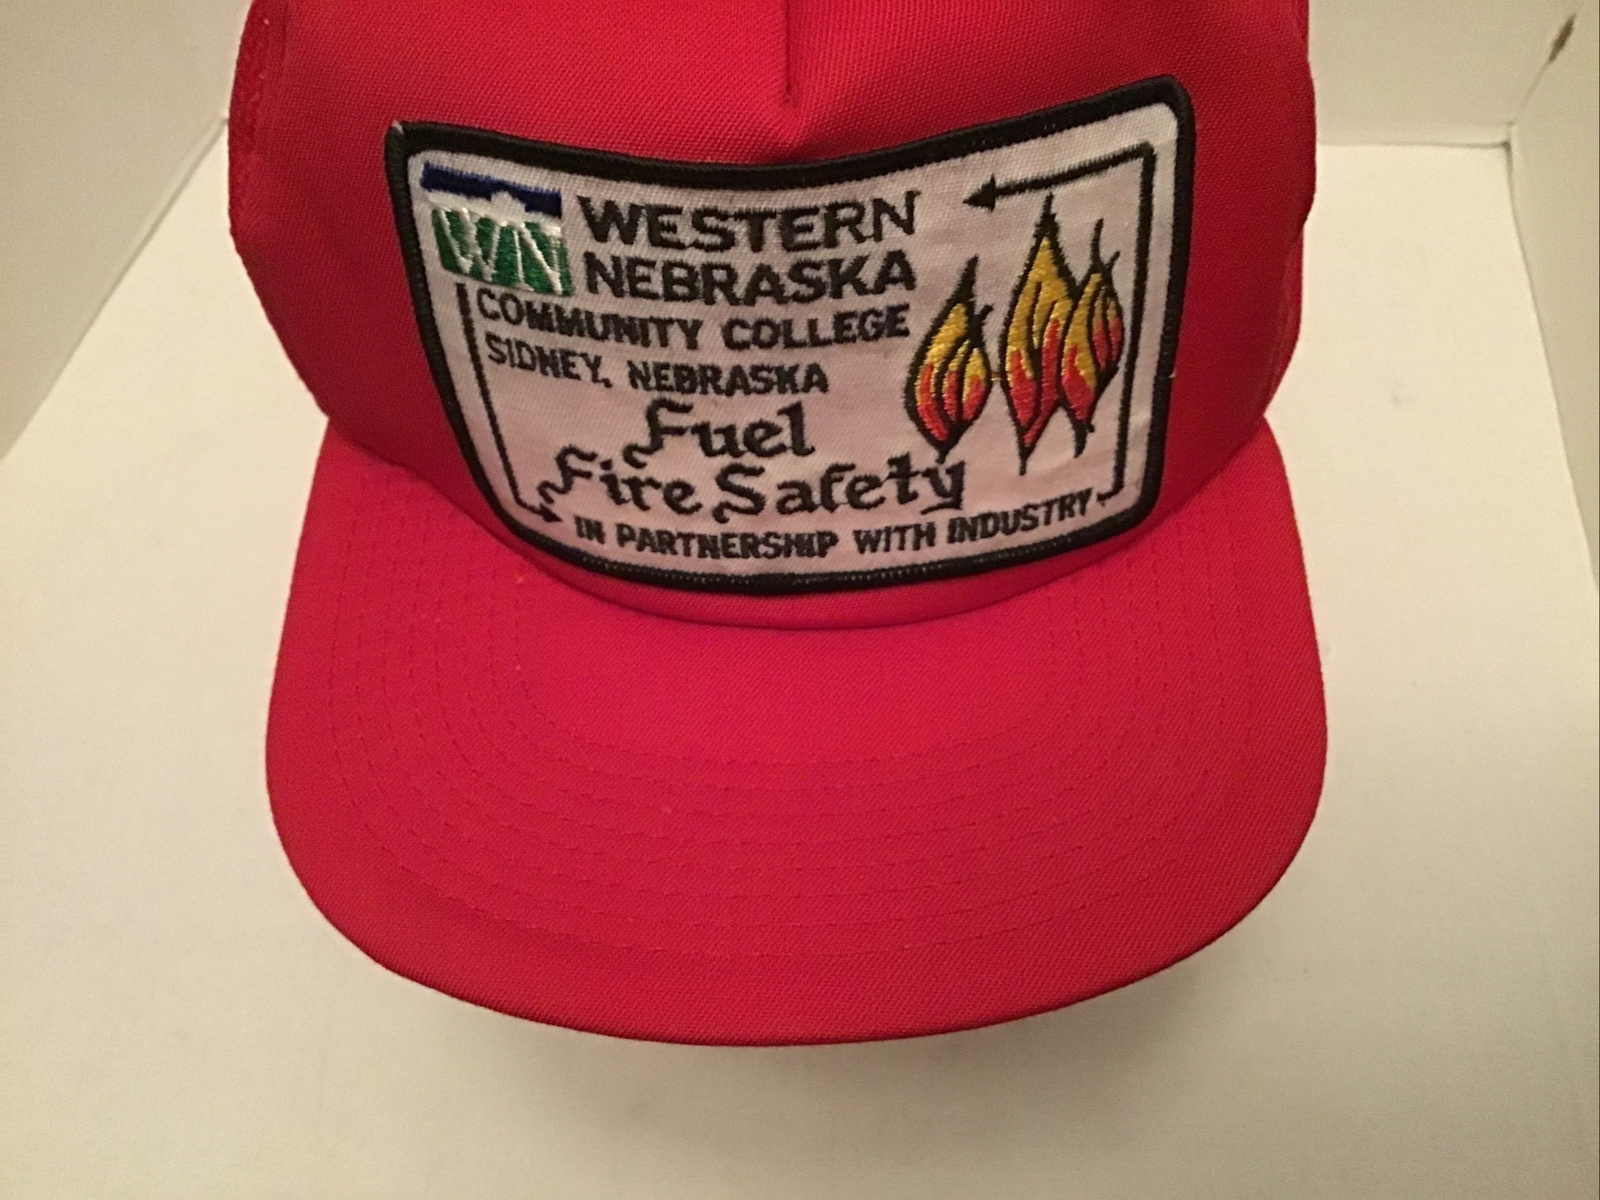 WN
WESTERN
NEBRASKA
COMMUNITY COLLEGE
SIDNEY, NEBRASKA
Fuel
Fire Safety
IN PARTNERSHIP WITH INDUSTRY